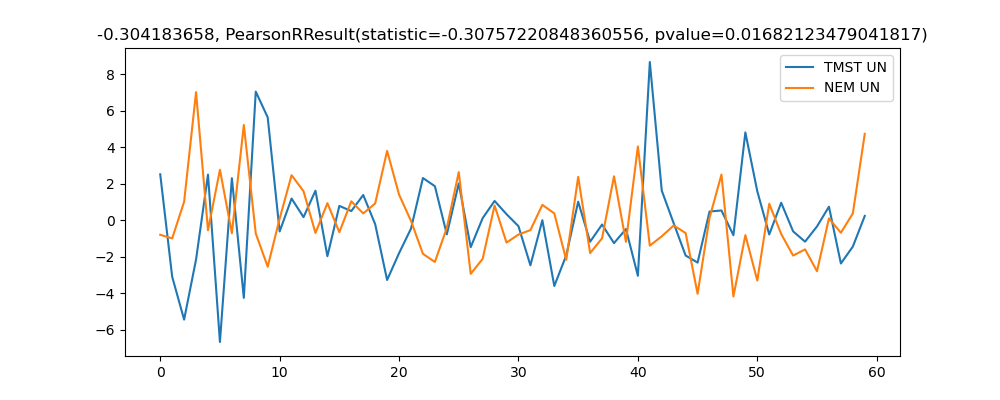 -0.304183658, PearsonRResult(statistic=-0.30757220848360556, pvalue=0.01682123479041817)
TMST UN
NEM UN
8
6
4
2
0
−2
−4
−6
0 10 20 30 40 50 60